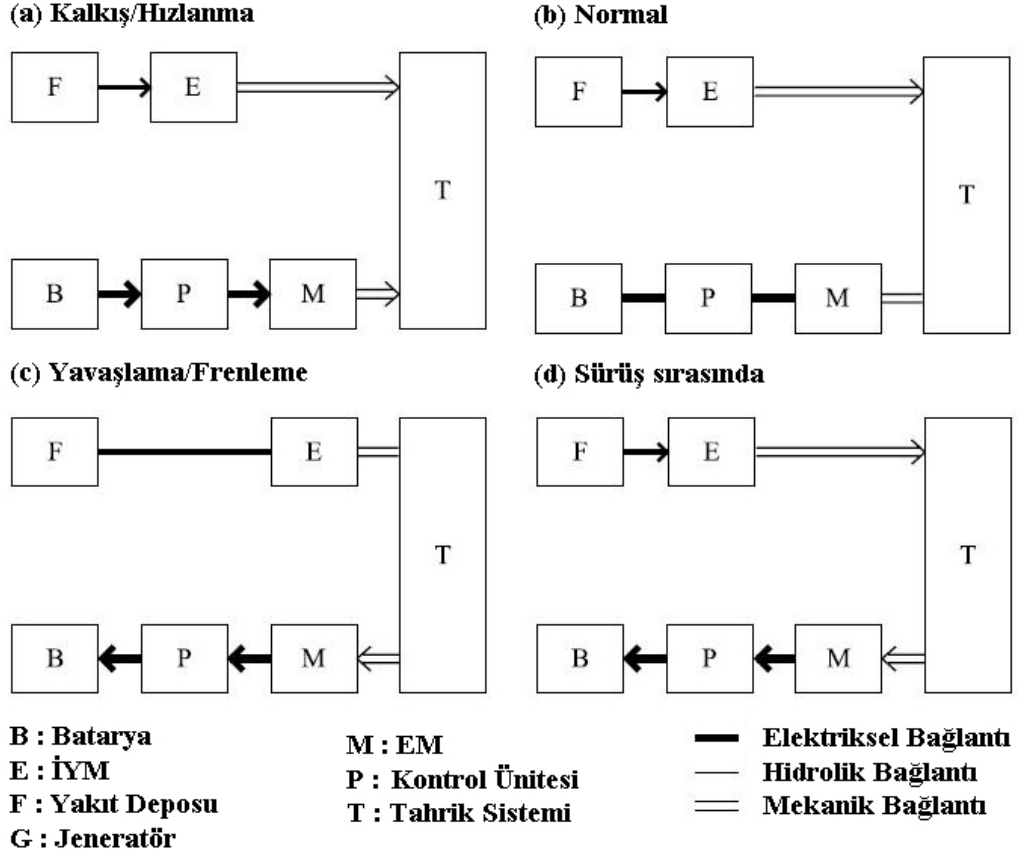 (a) Kalkış/Hızlanma
F E T
B P M
(b) Normal
F E T
B P M
(c) Yavaşlama/Frenleme
F E T
B P M
(d) Sürüş sırasında
F E T
B P M
B : Batarya
E : İYM
F : Yakıt Deposu
G : Jeneratör
M : EM
P : Kontrol Ünitesi
T : Tahrik Sistemi
Elektriksel Bağlantı
Hidrolik Bağlantı
Mekanik Bağlantı